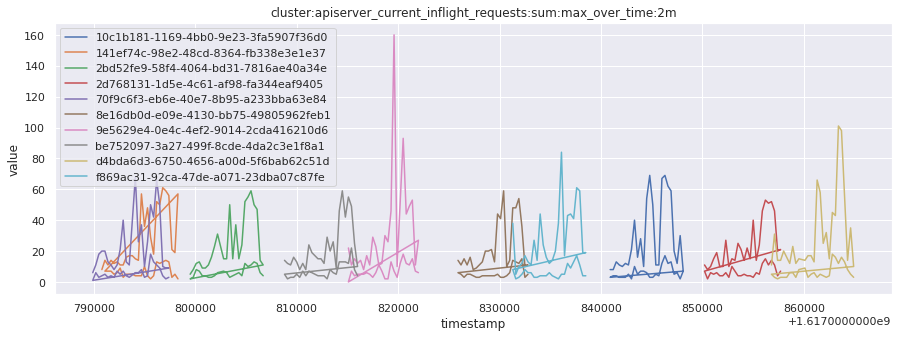 cluster:apiserver_current_inflight_requests:sum:max_over_time:2m
value
160
140
120
100
80
60
40
20
0
10c1b181-1169-4bb0-9e23-3fa5907f36d0
141ef74c-98e2-48cd-8364-fb338e3e1e37
2bd52fe9-58f4-4064-bd31-7816ae40a34e
2d768131-1d5e-4c61-af98-fa344eaf9405
70f9c6f3-eb6e-40e7-8b95-a233bba63e84
8e16db0d-e09e-4130-bb75-49805962feb1
9e5629e4-0e4c-4ef2-9014-2cda416210d6
be752097-3a27-499f-8cde-4da2c3e1f8a1
d4bda6d3-6750-4656-a00d-5f6bab62c51d
f869ac31-92ca-47de-a071-23dba07c87fe
790000 800000 810000 820000 830000 840000 850000 860000
+1.6170000000e9
timestamp